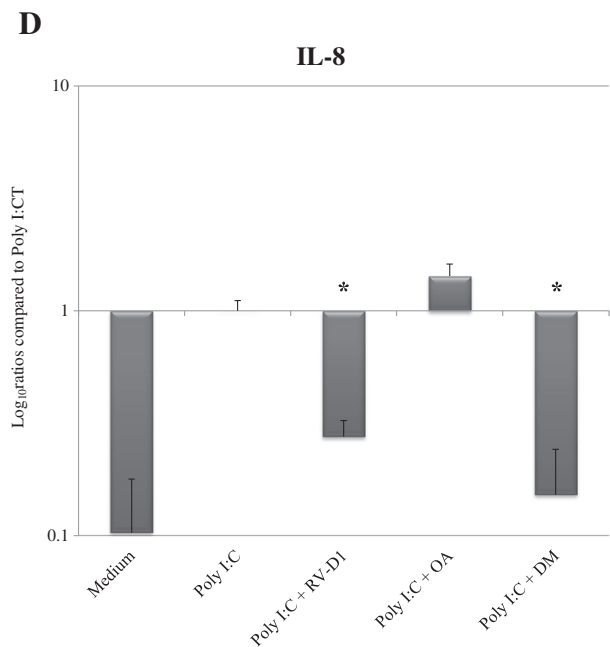 D
IL-8
10
Log₁₀ratios compared to Poly I:CT
*
*
1
0.1
Medium
Poly I:C
Poly I:C + RV-D1
Poly I:C + OA
Poly I:C + DM